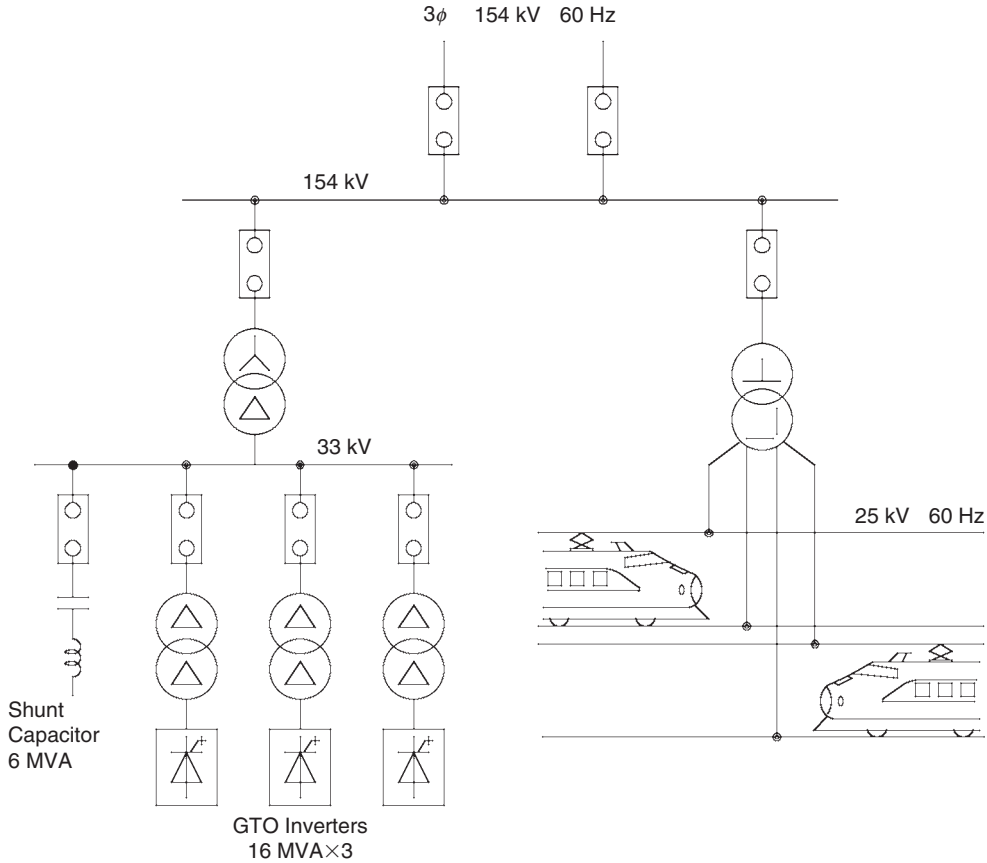 3ϕ 154 kV 60 Hz
154 kV
33 kV
25 kV 60 Hz
Shunt
Capacitor
6 MVA
GTO Inverters
16 MVA×3